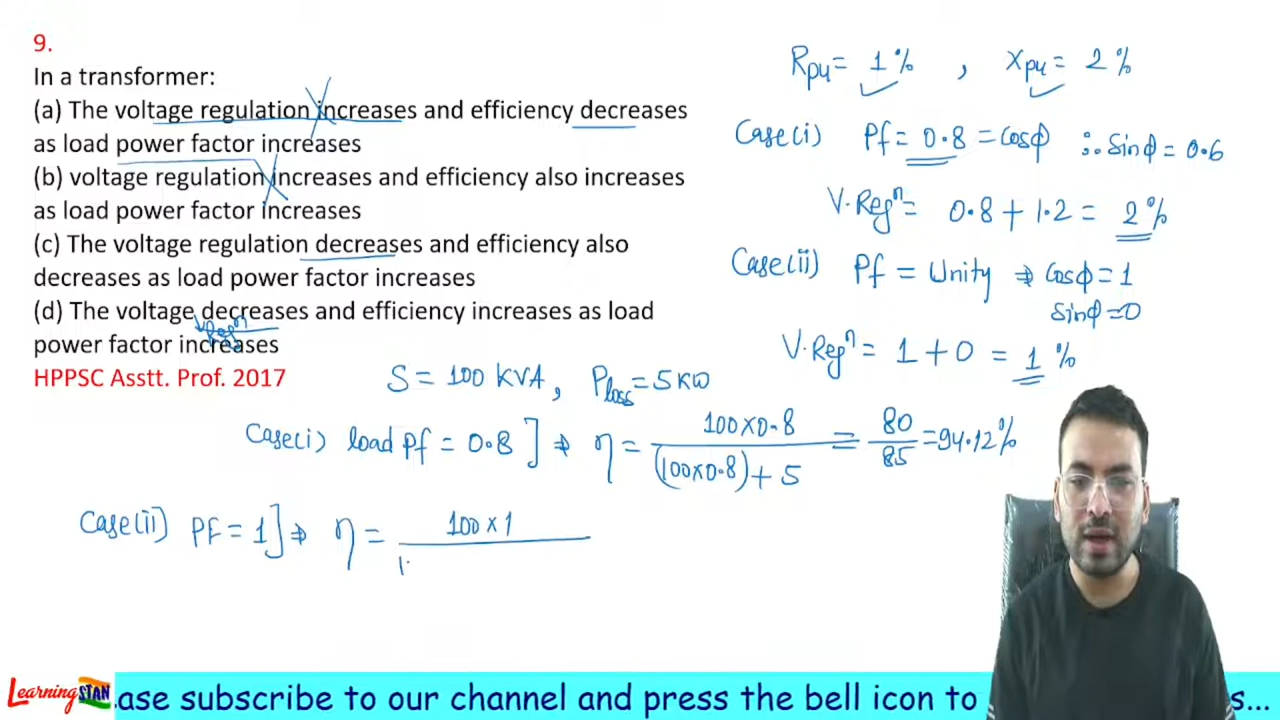 9.
In a transformer:
(a) The voltage regulation increases and efficiency decreases
as load power factor increases
(b) voltage regulation increases and efficiency also increases
as load power factor increases
(c) The voltage regulation decreases and efficiency also
decreases as load power factor increases
(d) The voltage decreases and efficiency increases as load
V.Regⁿ
power factor increases
HPPSC Asstt. Prof. 2017
Rpu = 1% , Xpu = 2%
Case(i) Pf = 0.8 = cosφ ∴ sinφ = 0.6
V.Regⁿ = 0.8 + 1.2 = 2%
Case(ii) Pf = Unity ⇒ cosφ = 1
sinφ = 0
V.Regⁿ = 1 + 0 = 1 %
S = 100 KVA , Ploss = 5 KW
Case(i) load Pf = 0.8 ] ⇒ η = 100×0.8 / (100×0.8) + 5 = 80/85 = 94.12%
Case(ii) Pf = 1 ] ⇒ η = 100 × 1
LearningSTAN
ase subscribe to our channel and press the bell icon to s...